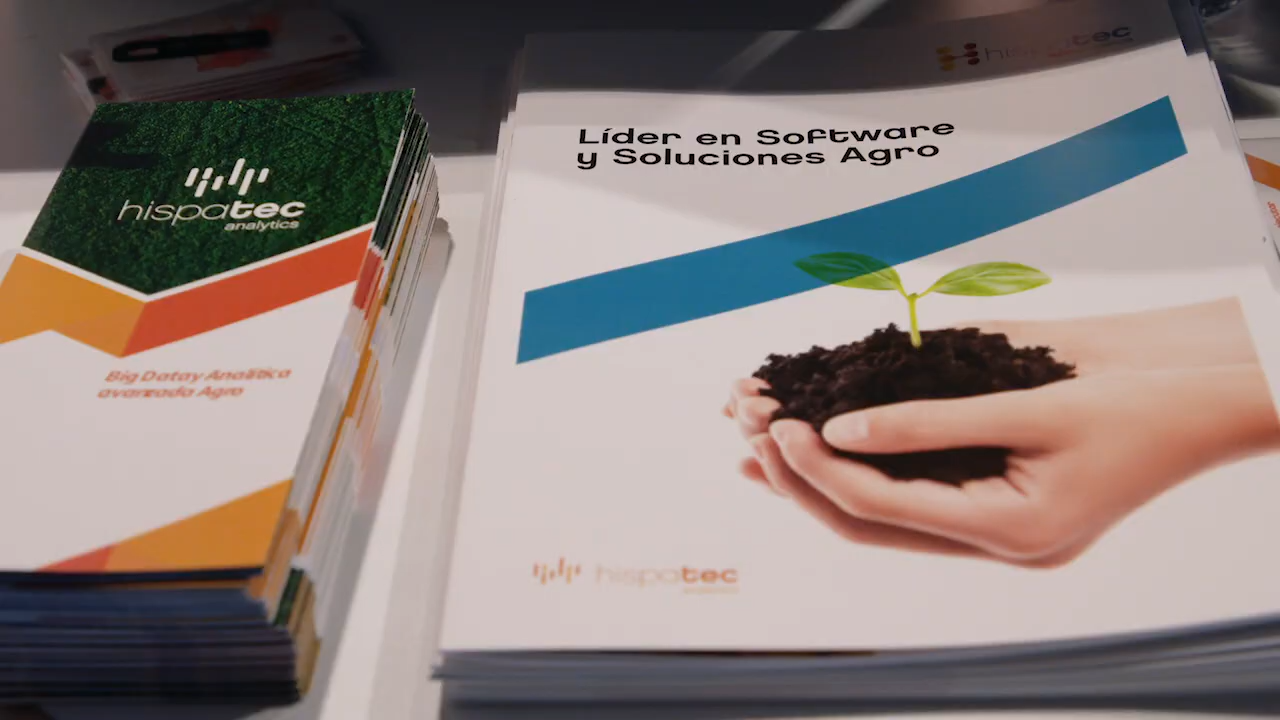 hispatec
analytics
Big Data y Analítica
avanzada Agro
hispatec
Líder en Software
y Soluciones Agro
hispatec